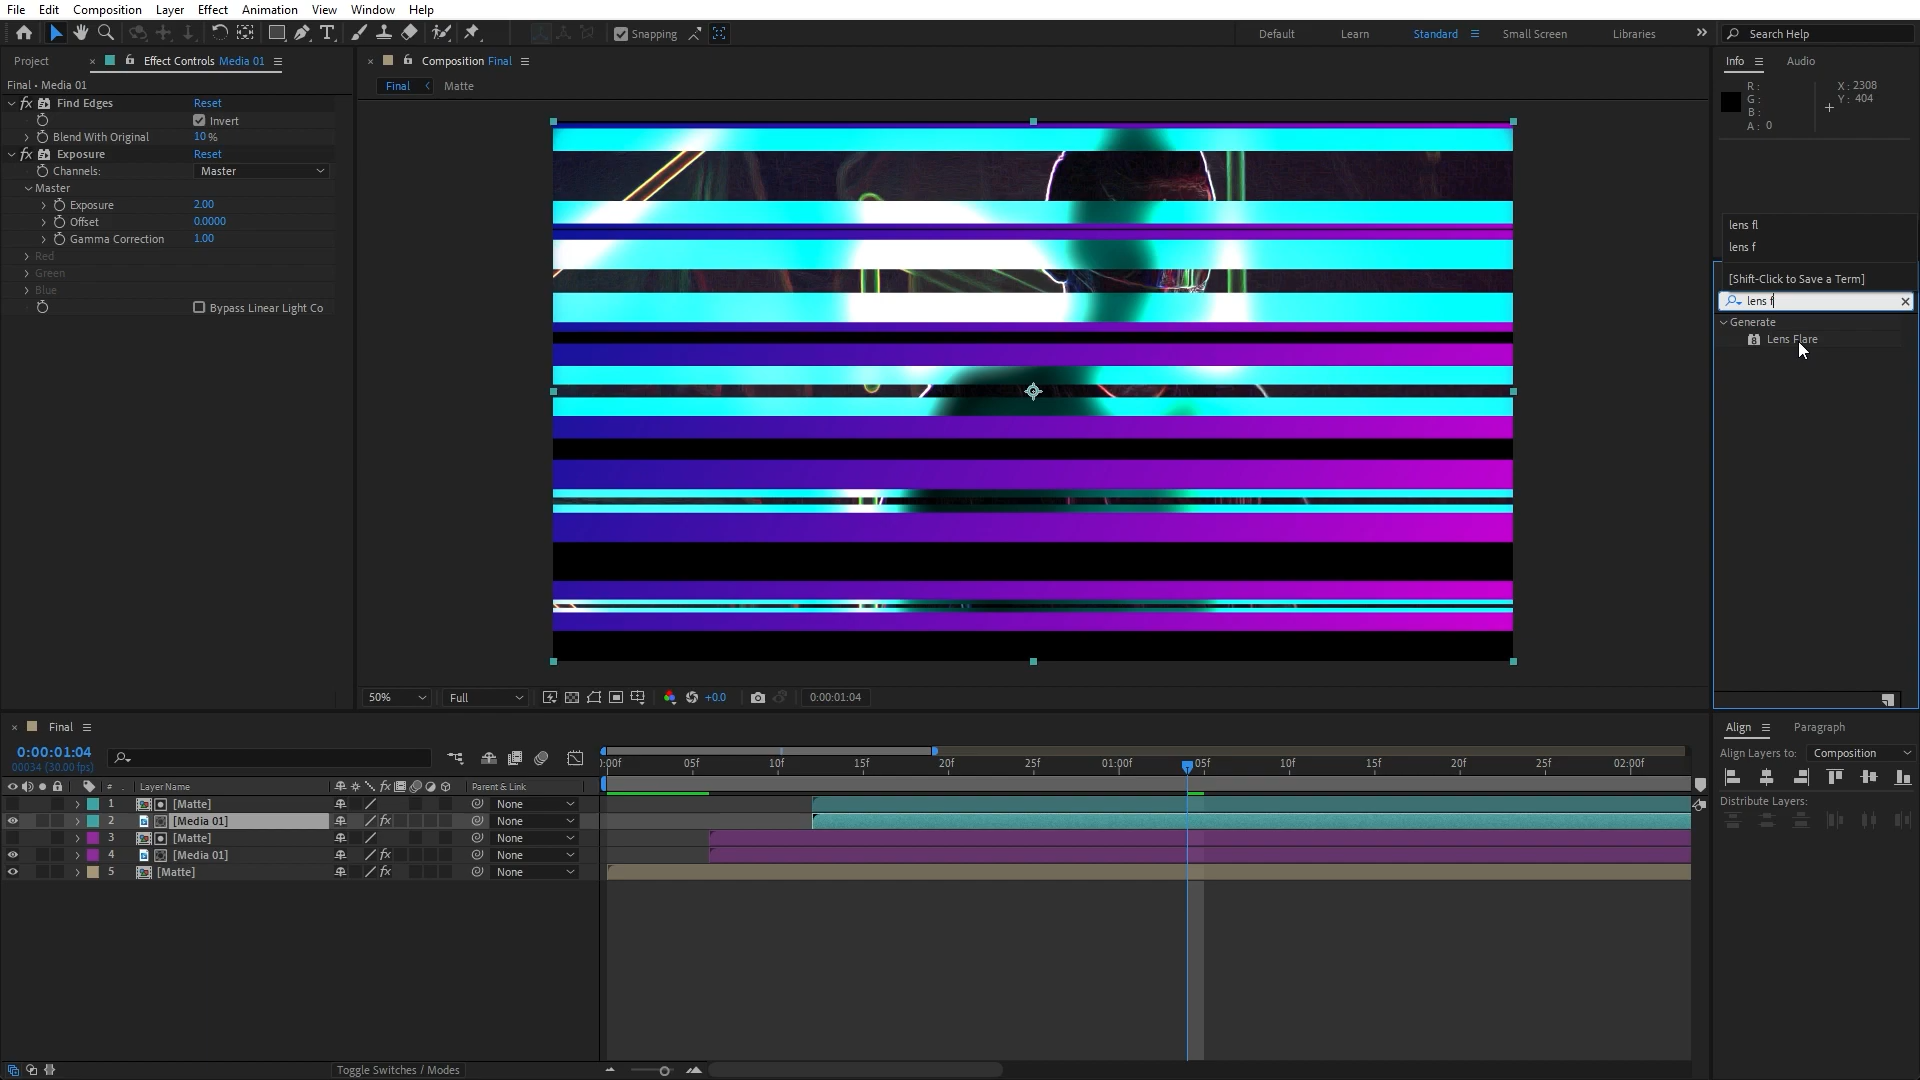 File Edit Composition Layer Effect Animation View Window Help
Snapping
Default Learn Standard Small Screen Libraries
Search Help
Project
Effect Controls Media 01
Composition Final
Info Audio
Final • Media 01
Final Matte
R : X : 2308
G : Y : 404
B :
A : 0
Find Edges Reset
Invert
Blend With Original 10 %
Exposure Reset
Channels: Master
Master
Exposure 2.00
Offset 0.0000
Gamma Correction 1.00
Red
Green
Blue
Bypass Linear Light Co
lens fl
lens f
[Shift-Click to Save a Term]
lens f
Generate
Lens Flare
50% Full +0.0 0:00:01:04
Final
0:00:01:04
00034 (30.00 fps)
):00f 05f 10f 15f 20f 25f 01:00f 05f 10f 15f 20f 25f 02:00f
# . Layer Name fx Parent & Link
1 [Matte] None
2 [Media 01] fx None
3 [Matte] None
4 [Media 01] fx None
5 [Matte] fx None
Toggle Switches / Modes
Align Paragraph
Align Layers to: Composition
Distribute Layers: